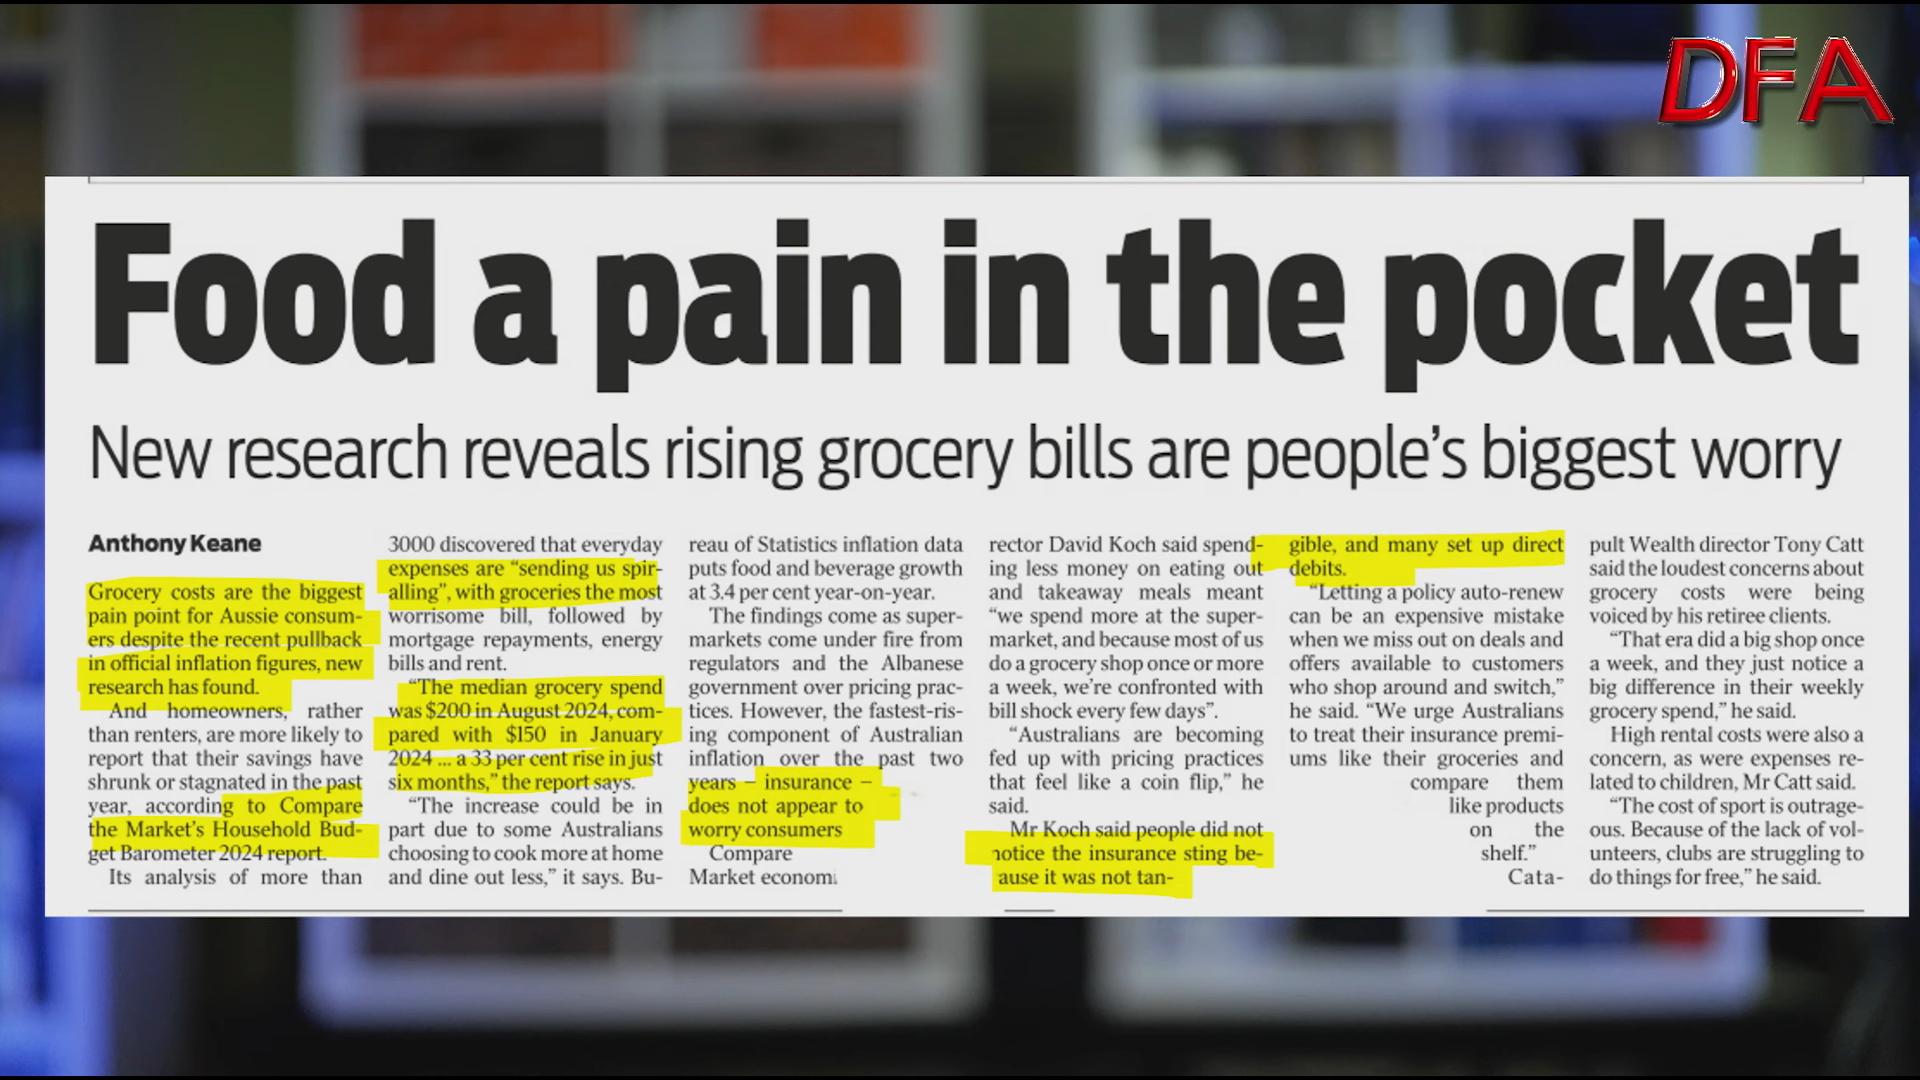 DFA
Food a pain in the pocket
New research reveals rising grocery bills are people’s biggest worry
Anthony Keane
Grocery costs are the biggest
pain point for Aussie consum-
ers despite the recent pullback
in official inflation figures, new
research has found.
And homeowners, rather
than renters, are more likely to
report that their savings have
shrunk or stagnated in the past
year, according to Compare
the Market’s Household Bud-
get Barometer 2024 report.
Its analysis of more than
3000 discovered that everyday
expenses are “sending us spir-
alling”, with groceries the most
worrisome bill, followed by
mortgage repayments, energy
bills and rent.
“The median grocery spend
was $200 in August 2024, com-
pared with $150 in January
2024 ... a 33 per cent rise in just
six months,” the report says.
“The increase could be in
part due to some Australians
choosing to cook more at home
and dine out less,” it says. Bu-
reau of Statistics inflation data
puts food and beverage growth
at 3.4 per cent year-on-year.
The findings come as super-
markets come under fire from
regulators and the Albanese
government over pricing prac-
tices. However, the fastest-ris-
ing component of Australian
inflation over the past two
years – insurance –
does not appear to
worry consumers
Compare
Market
rector David Koch said spend-
ing less money on eating out
and takeaway meals meant
“we spend more at the super-
market, and because most of us
do a grocery shop once or more
a week, we’re confronted with
bill shock every few days”.
“Australians are becoming
fed up with pricing practices
that feel like a coin flip,” he
said.
Mr Koch said people did not
notice the insurance sting be-
ause it was not tan-
gible, and many set up direct
debits.
“Letting a policy auto-renew
can be an expensive mistake
when we miss out on deals and
offers available to customers
who shop around and switch,”
he said. “We urge Australians
to treat their insurance premi-
ums like their groceries and
compare them
like products
on the
shelf.”
Cata-
pult Wealth director Tony Catt
said the loudest concerns about
grocery costs were being
voiced by his retiree clients.
“That era did a big shop once
a week, and they just notice a
big difference in their weekly
grocery spend,” he said.
High rental costs were also a
concern, as were expenses re-
lated to children, Mr Catt said.
“The cost of sport is outrage-
ous. Because of the lack of vol-
unteers, clubs are struggling to
do things for free,” he said.